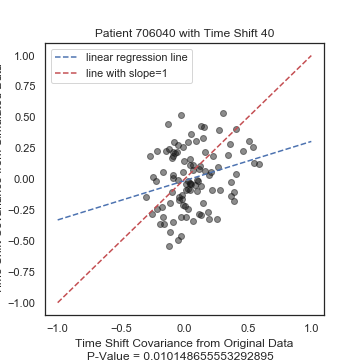 Patient 706040 with Time Shift 40
linear regression line
line with slope=1
1.00
0.75
0.50
0.25
0.00
−0.25
−0.50
−0.75
−1.00
−1.0
−0.5
0.0
0.5
1.0
Time Shift Covariance from Original Data
P-Value = 0.010148655553292895